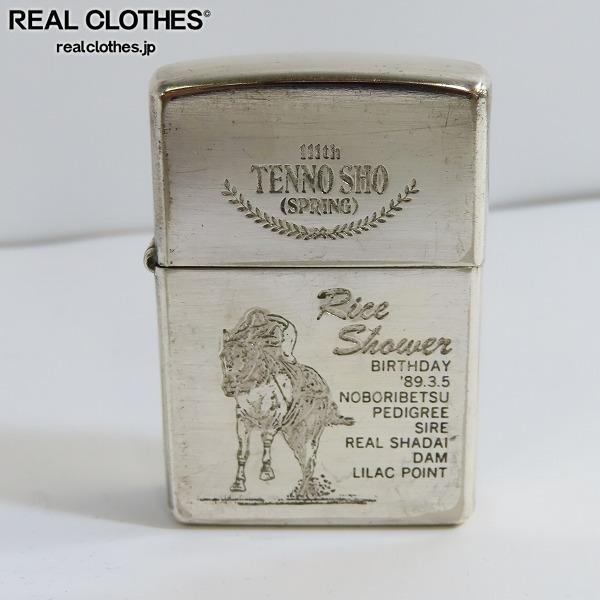 REAL CLOTHES©
realclothes.jp
111th
TENNO SHO
(SPRING)
Rice
Shower
BIRTHDAY
'89.3.5
NOBORIBETSU
PEDIGREE
SIRE
REAL SHADAI
DAM
LILAC POINT